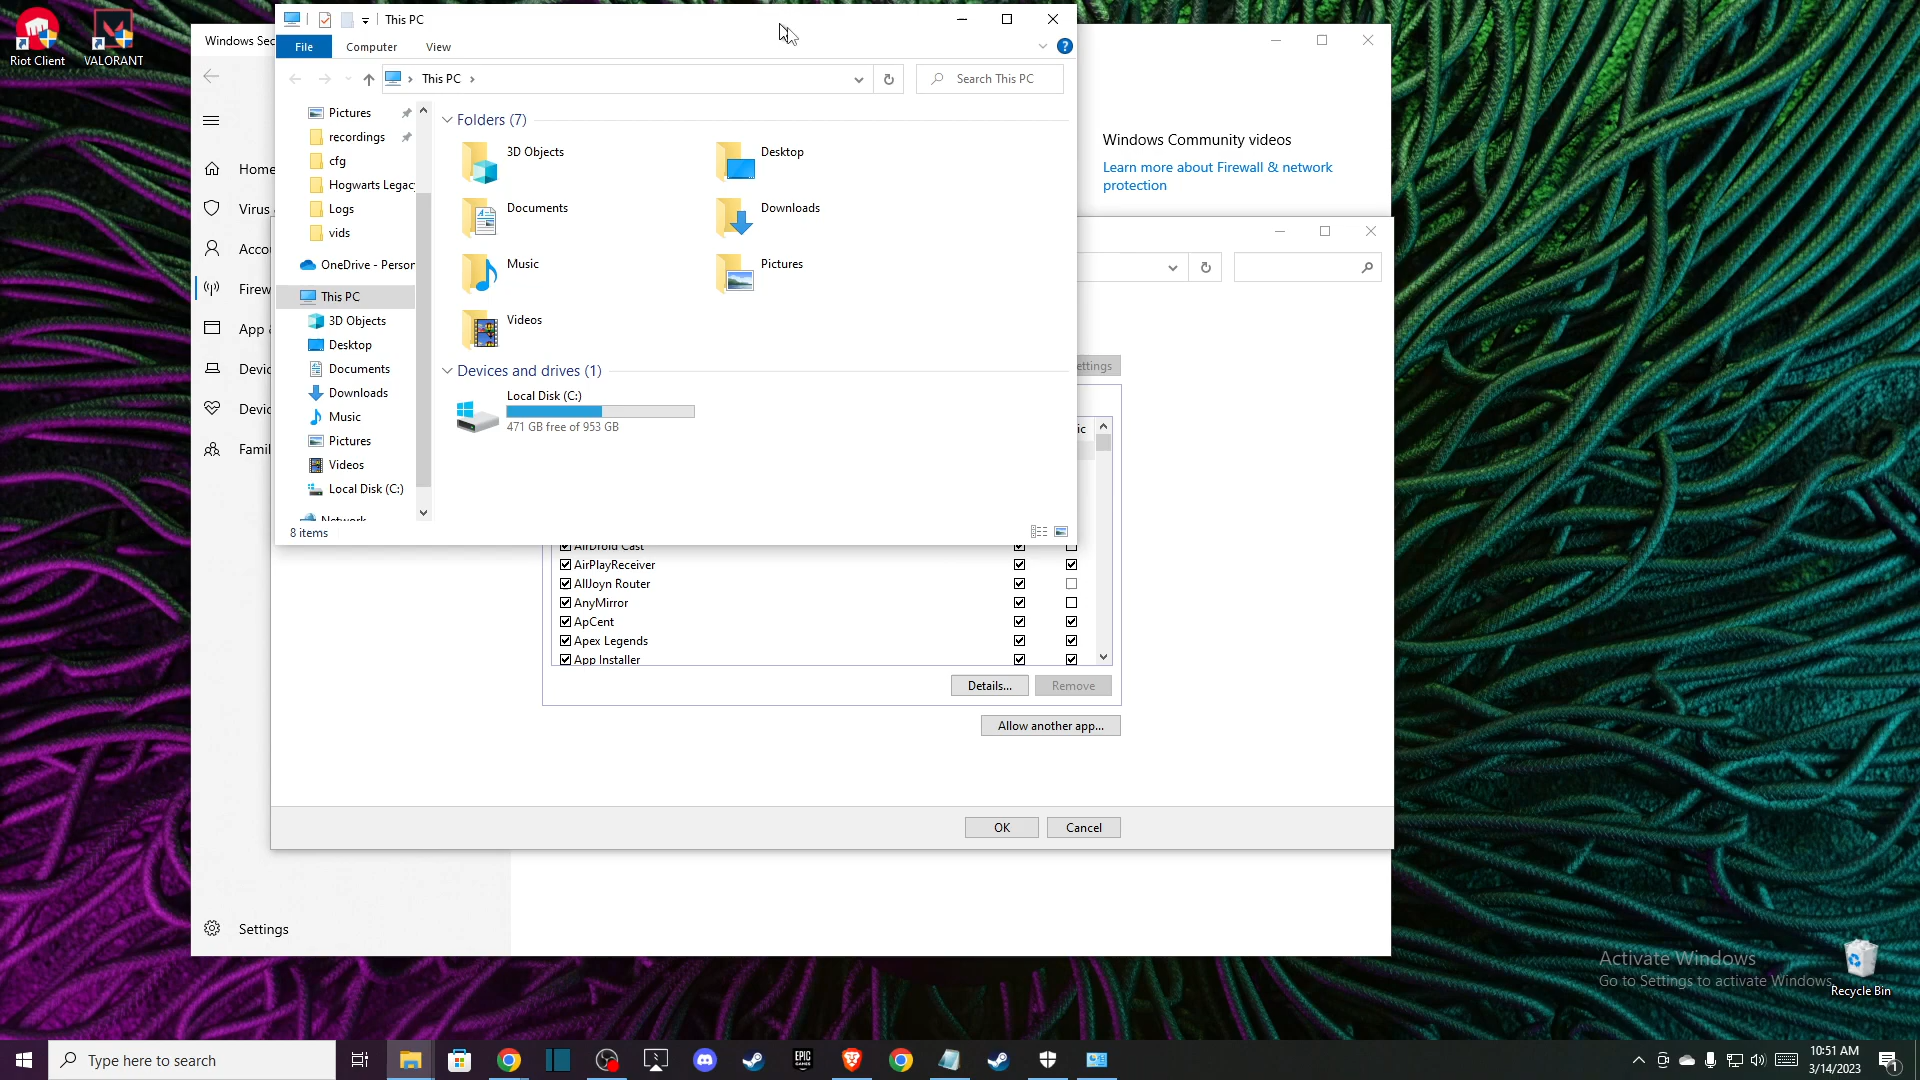 Riot Client
VALORANT
Windows Sec
This PC
File
Computer
View
?
This PC
Search This PC
Pictures
recordings
cfg
Hogwarts Legac
Logs
vids
OneDrive - Person
This PC
3D Objects
Desktop
Documents
Downloads
Music
Pictures
Videos
Local Disk (C:)
Network
8 items
Folders (7)
3D Objects
Desktop
Documents
Downloads
Music
Pictures
Videos
Devices and drives (1)
Local Disk (C:)
471 GB free of 953 GB
Home
Virus
Acco
Firew
App &
Devic
Devic
Famil
Settings
Windows Community videos
Learn more about Firewall & network
protection
ettings
ic
AirDroid Cast
AirPlayReceiver
AllJoyn Router
AnyMirror
ApCent
Apex Legends
App Installer
Details...
Remove
Allow another app...
OK
Cancel
Activate Windows
Go to Settings to activate Windows.
Recycle Bin
Type here to search
EPIC
GAMES
10:51 AM
3/14/2023
1